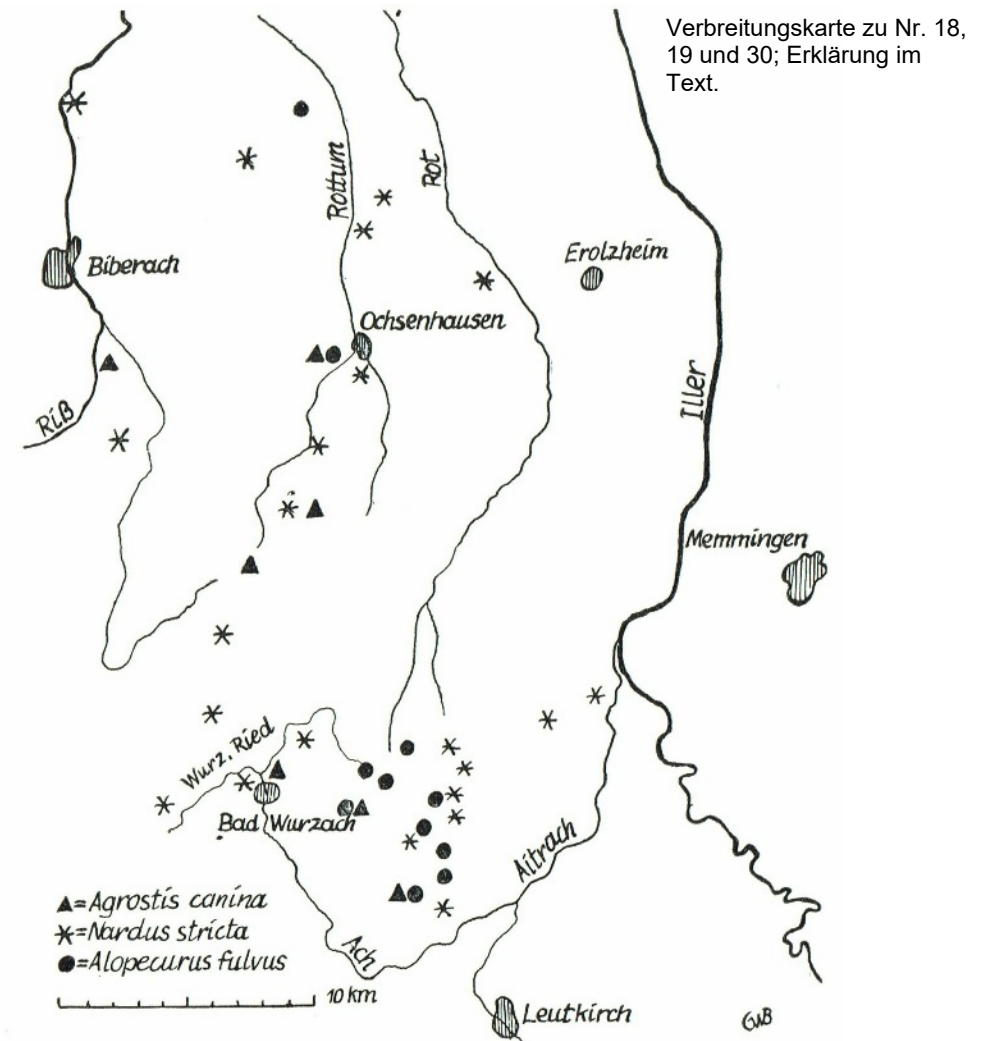 Verbreitungskarte zu Nr. 18,
19 und 30; Erklärung im
Text.
Rottum
Rot
Biberach
Erolzheim
Ochsenhausen
Riß
Iller
Memmingen
Wurz. Ried
Bad Wurzach
Aitrach
▲=Agrostis canina
✳=Nardus stricta
●=Alopecurus fulvus
Ach
10 km
Leutkirch